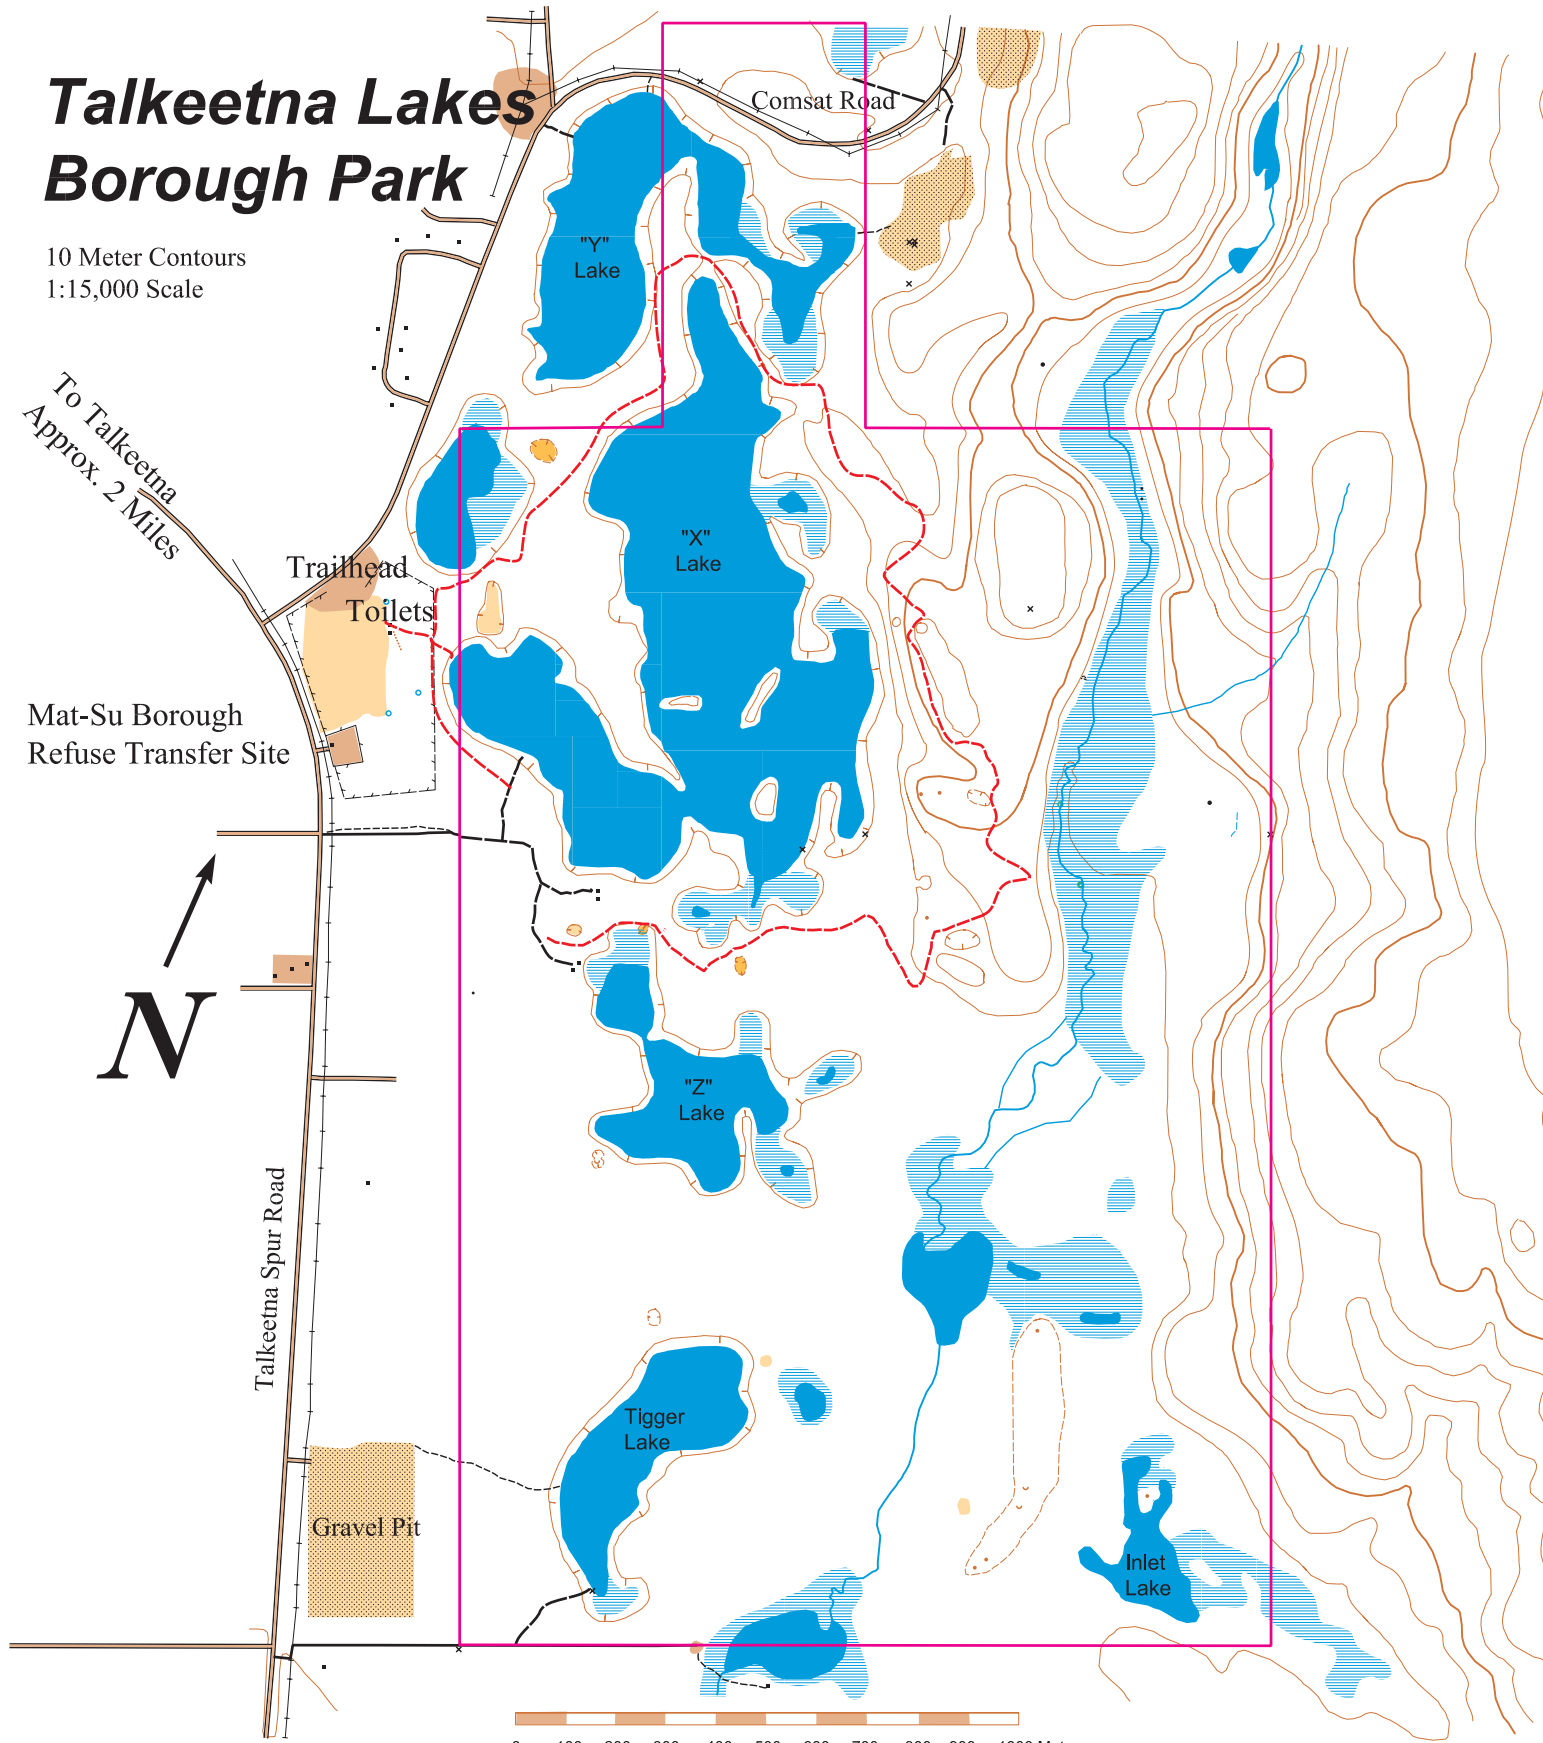 Talkeetna Lakes
Borough Park
10 Meter Contours
1:15,000 Scale
Comsat Road
"Y"
Lake
To Talkeetna
Approx. 2 Miles
"X"
Lake
Trailhead
Toilets
Mat-Su Borough
Refuse Transfer Site
N
"Z"
Lake
Talkeetna Spur Road
Tigger
Lake
Gravel Pit
Inlet
Lake